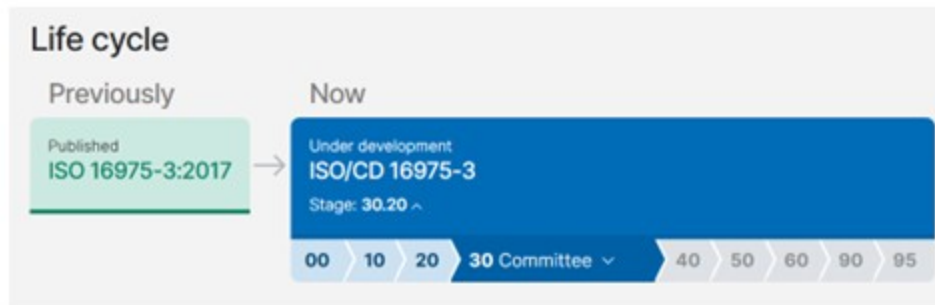 Life cycle
Previously
Now
Published
ISO 16975-3:2017
Under development
ISO/CD 16975-3
Stage: 30.20
00 10 20 30 Committee 40 50 60 90 95